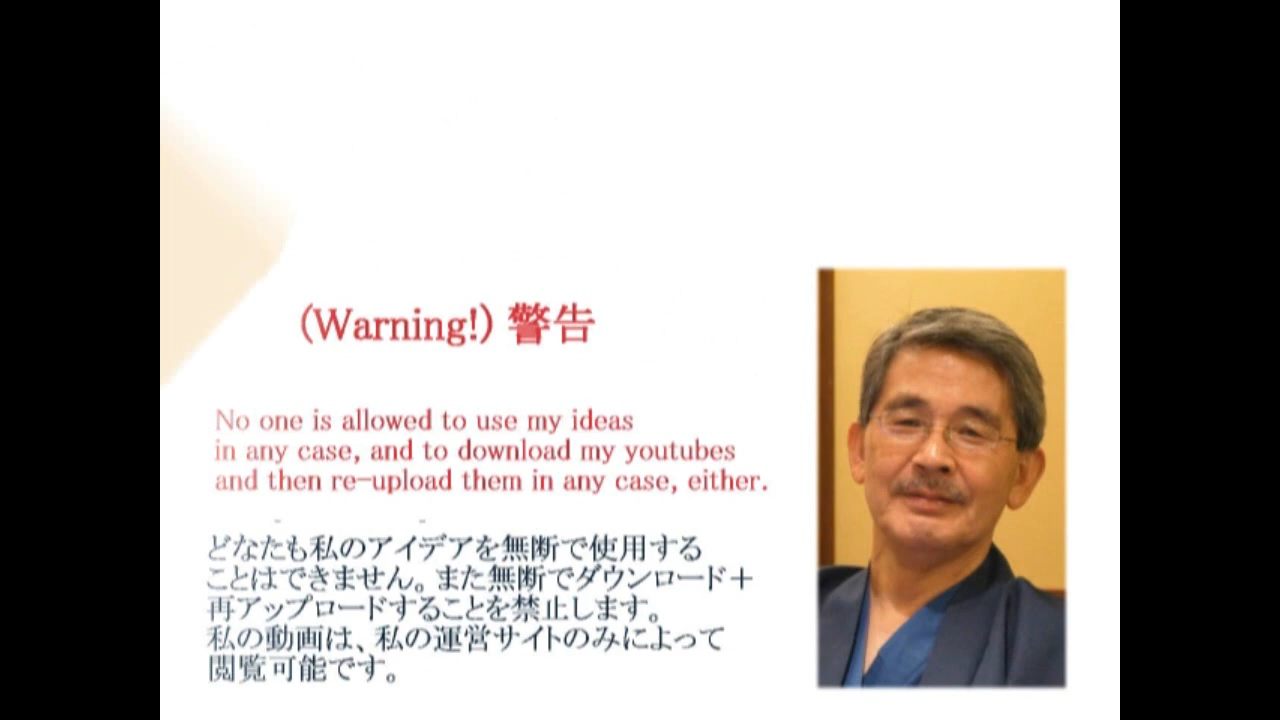 (Warning!) 警告
No one is allowed to use my ideas
in any case, and to download my youtubes
and then re-upload them in any case, either.
どなたも私のアイデアを無断で使用する
ことはできません。また無断でダウンロード＋
再アップロードすることを禁止します。
私の動画は、私の運営サイトのみによって
閲覧可能です。